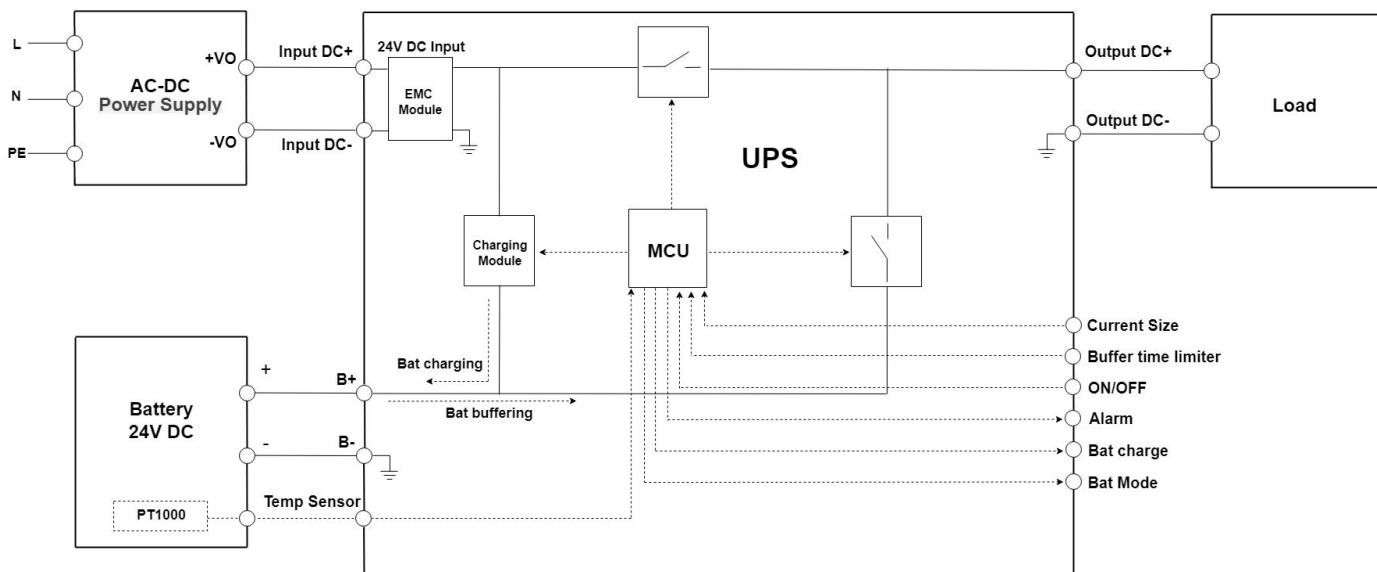 L
N
PE
AC-DC
Power Supply
+VO
-VO
Input DC+
Input DC-
24V DC Input
EMC
Module
UPS
Output DC+
Output DC-
Load
Charging
Module
MCU
Bat charging
Bat buffering
Battery
24V DC
+
-
B+
B-
PT1000
Temp Sensor
Current Size
Buffer time limiter
ON/OFF
Alarm
Bat charge
Bat Mode